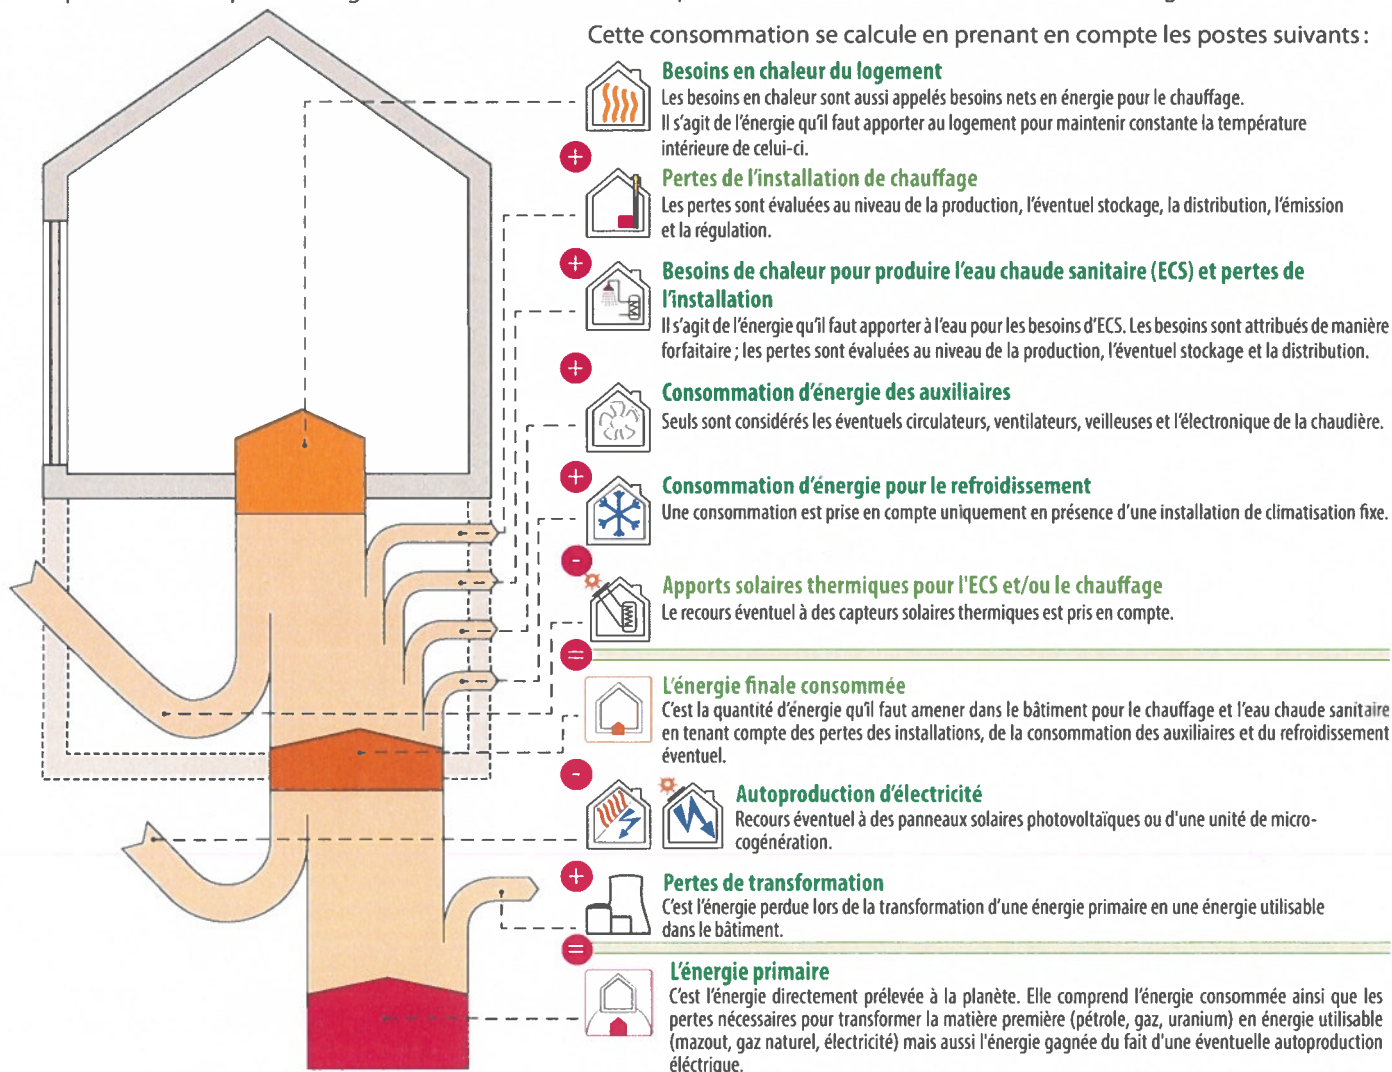 Cette consommation se calcule en prenant en compte les postes suivants :
Besoins en chaleur du logement
Les besoins en chaleur sont aussi appelés besoins nets en énergie pour le chauffage.
Il s'agit de l'énergie qu'il faut apporter au logement pour maintenir constante la température
intérieure de celui-ci.
+
Pertes de l'installation de chauffage
Les pertes sont évaluées au niveau de la production, l'éventuel stockage, la distribution, l'émission
et la régulation.
+
Besoins de chaleur pour produire l'eau chaude sanitaire (ECS) et pertes de
l'installation
Il s'agit de l'énergie qu'il faut apporter à l'eau pour les besoins d'ECS. Les besoins sont attribués de manière
forfaitaire ; les pertes sont évaluées au niveau de la production, l'éventuel stockage et la distribution.
+
Consommation d'énergie des auxiliaires
Seuls sont considérés les éventuels circulateurs, ventilateurs, veilleuses et l'électronique de la chaudière.
+
Consommation d'énergie pour le refroidissement
Une consommation est prise en compte uniquement en présence d'une installation de climatisation fixe.
-
Apports solaires thermiques pour l'ECS et/ou le chauffage
Le recours éventuel à des capteurs solaires thermiques est pris en compte.
=
L'énergie finale consommée
C'est la quantité d'énergie qu'il faut amener dans le bâtiment pour le chauffage et l'eau chaude sanitaire
en tenant compte des pertes des installations, de la consommation des auxiliaires et du refroidissement
éventuel.
-
Autoproduction d'électricité
Recours éventuel à des panneaux solaires photovoltaïques ou d'une unité de micro-
cogénération.
+
Pertes de transformation
C'est l'énergie perdue lors de la transformation d'une énergie primaire en une énergie utilisable
dans le bâtiment.
=
L'énergie primaire
C'est l'énergie directement prélevée à la planète. Elle comprend l'énergie consommée ainsi que les
pertes nécessaires pour transformer la matière première (pétrole, gaz, uranium) en énergie utilisable
(mazout, gaz naturel, électricité) mais aussi l'énergie gagnée du fait d'une éventuelle autoproduction
éléctrique.